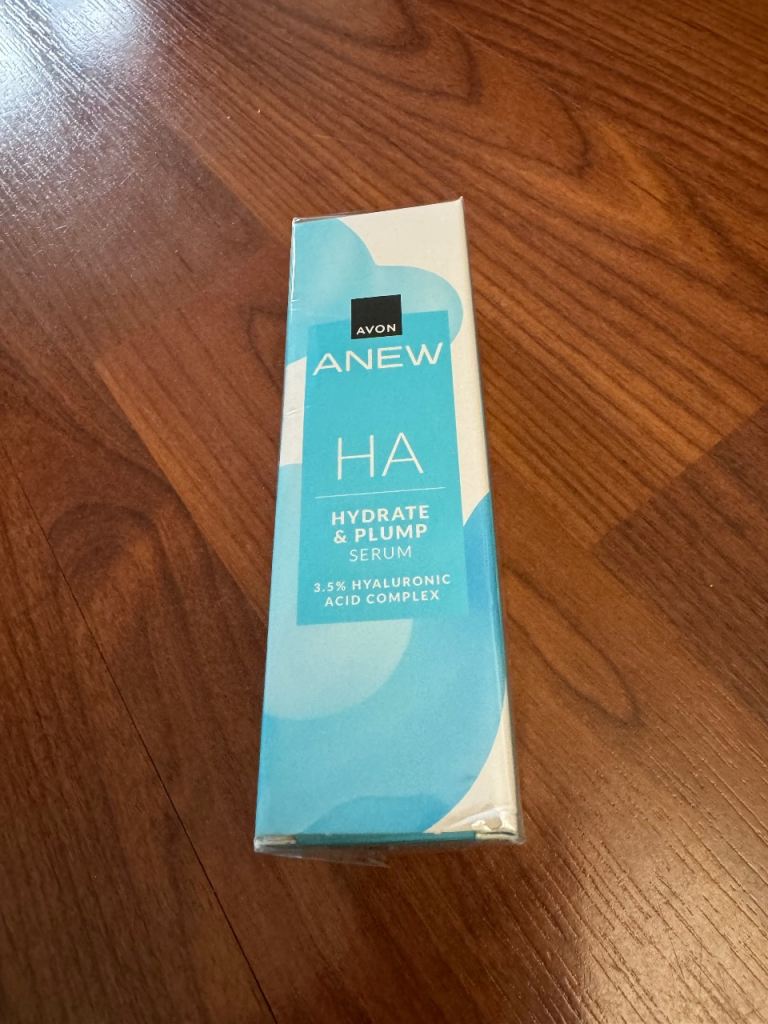 AVON
ANEW
HA
HYDRATE
& PLUMP
SERUM
3.5% HYALURONIC
ACID COMPLEX